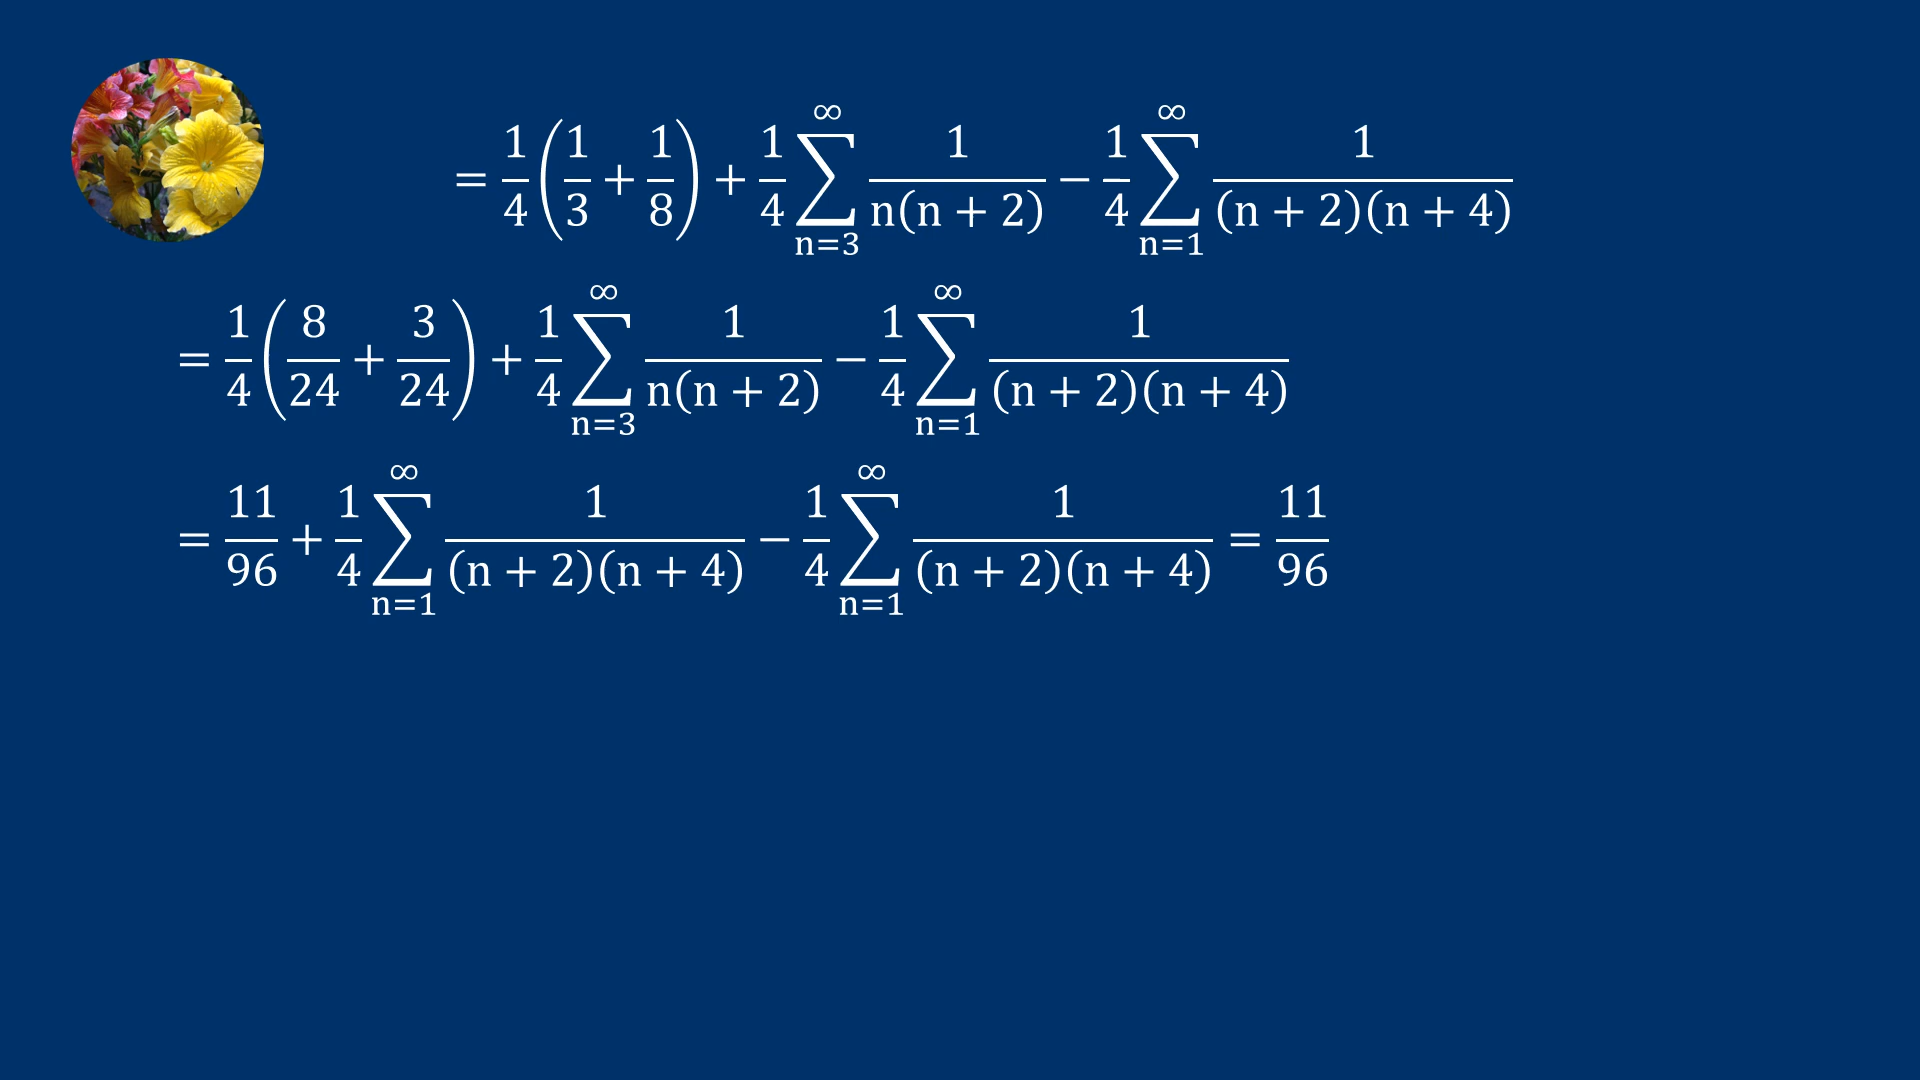 = 1/4 (1/3 + 1/8) + 1/4 ∑_{n=3}^{∞} 1/(n(n + 2)) − 1/4 ∑_{n=1}^{∞} 1/((n + 2)(n + 4))
= 1/4 (8/24 + 3/24) + 1/4 ∑_{n=3}^{∞} 1/(n(n + 2)) − 1/4 ∑_{n=1}^{∞} 1/((n + 2)(n + 4))
= 11/96 + 1/4 ∑_{n=1}^{∞} 1/((n + 2)(n + 4)) − 1/4 ∑_{n=1}^{∞} 1/((n + 2)(n + 4)) = 11/96